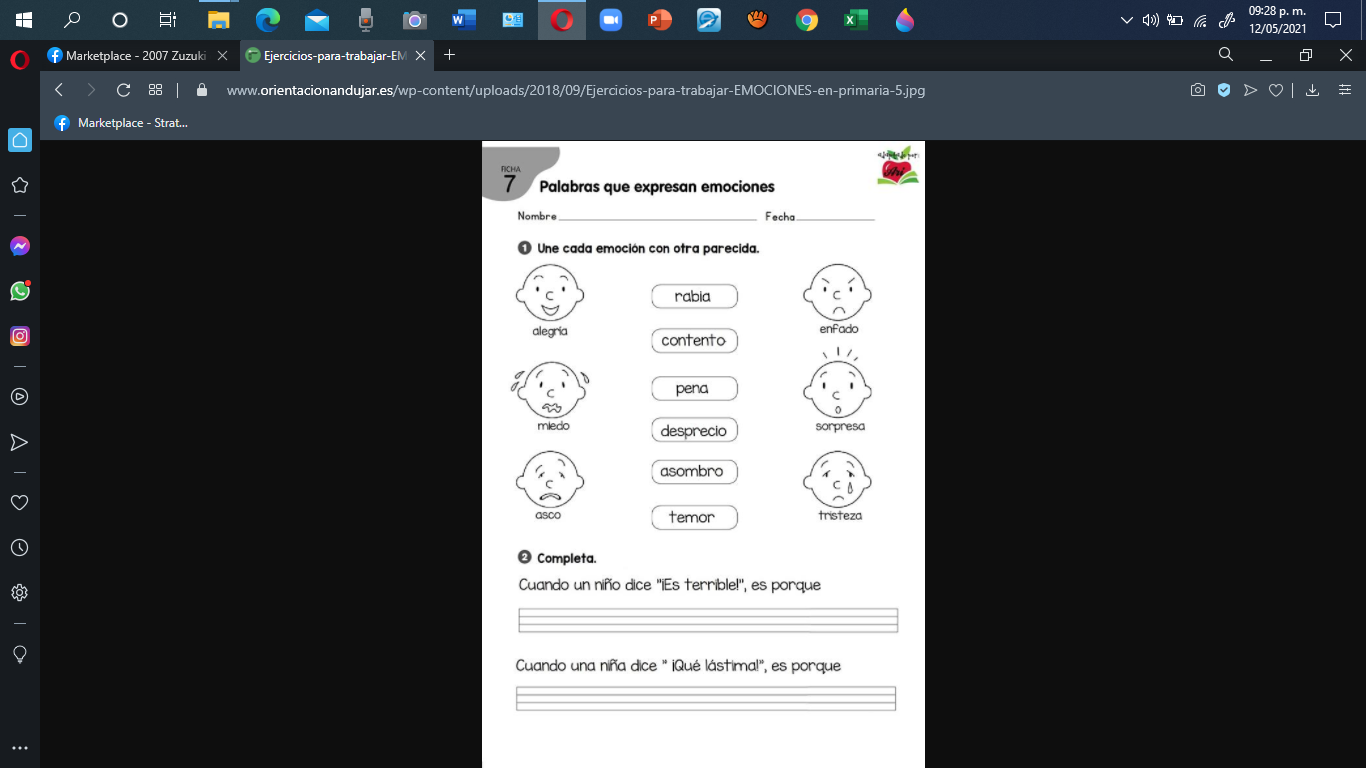 09:28 p. m.
12/05/2021
Marketplace - 2007 Zuzuki
Ejercicios-para-trabajar-EM
www.orientacionandujar.es/wp-content/uploads/2018/09/Ejercicios-para-trabajar-EMOCIONES-en-primaria-5.jpg
Marketplace - Strat...
FICHA
7
Palabras que expresan emociones
Nombre
Fecha
1 Une cada emoción con otra parecida.
alegría
rabia
enfado
contento
miedo
pena
sorpresa
desprecio
asco
asombro
tristeza
temor
2 Completa.
Cuando un niño dice "¡Es terrible!", es porque
Cuando una niña dice " ¡Qué lástima!", es porque